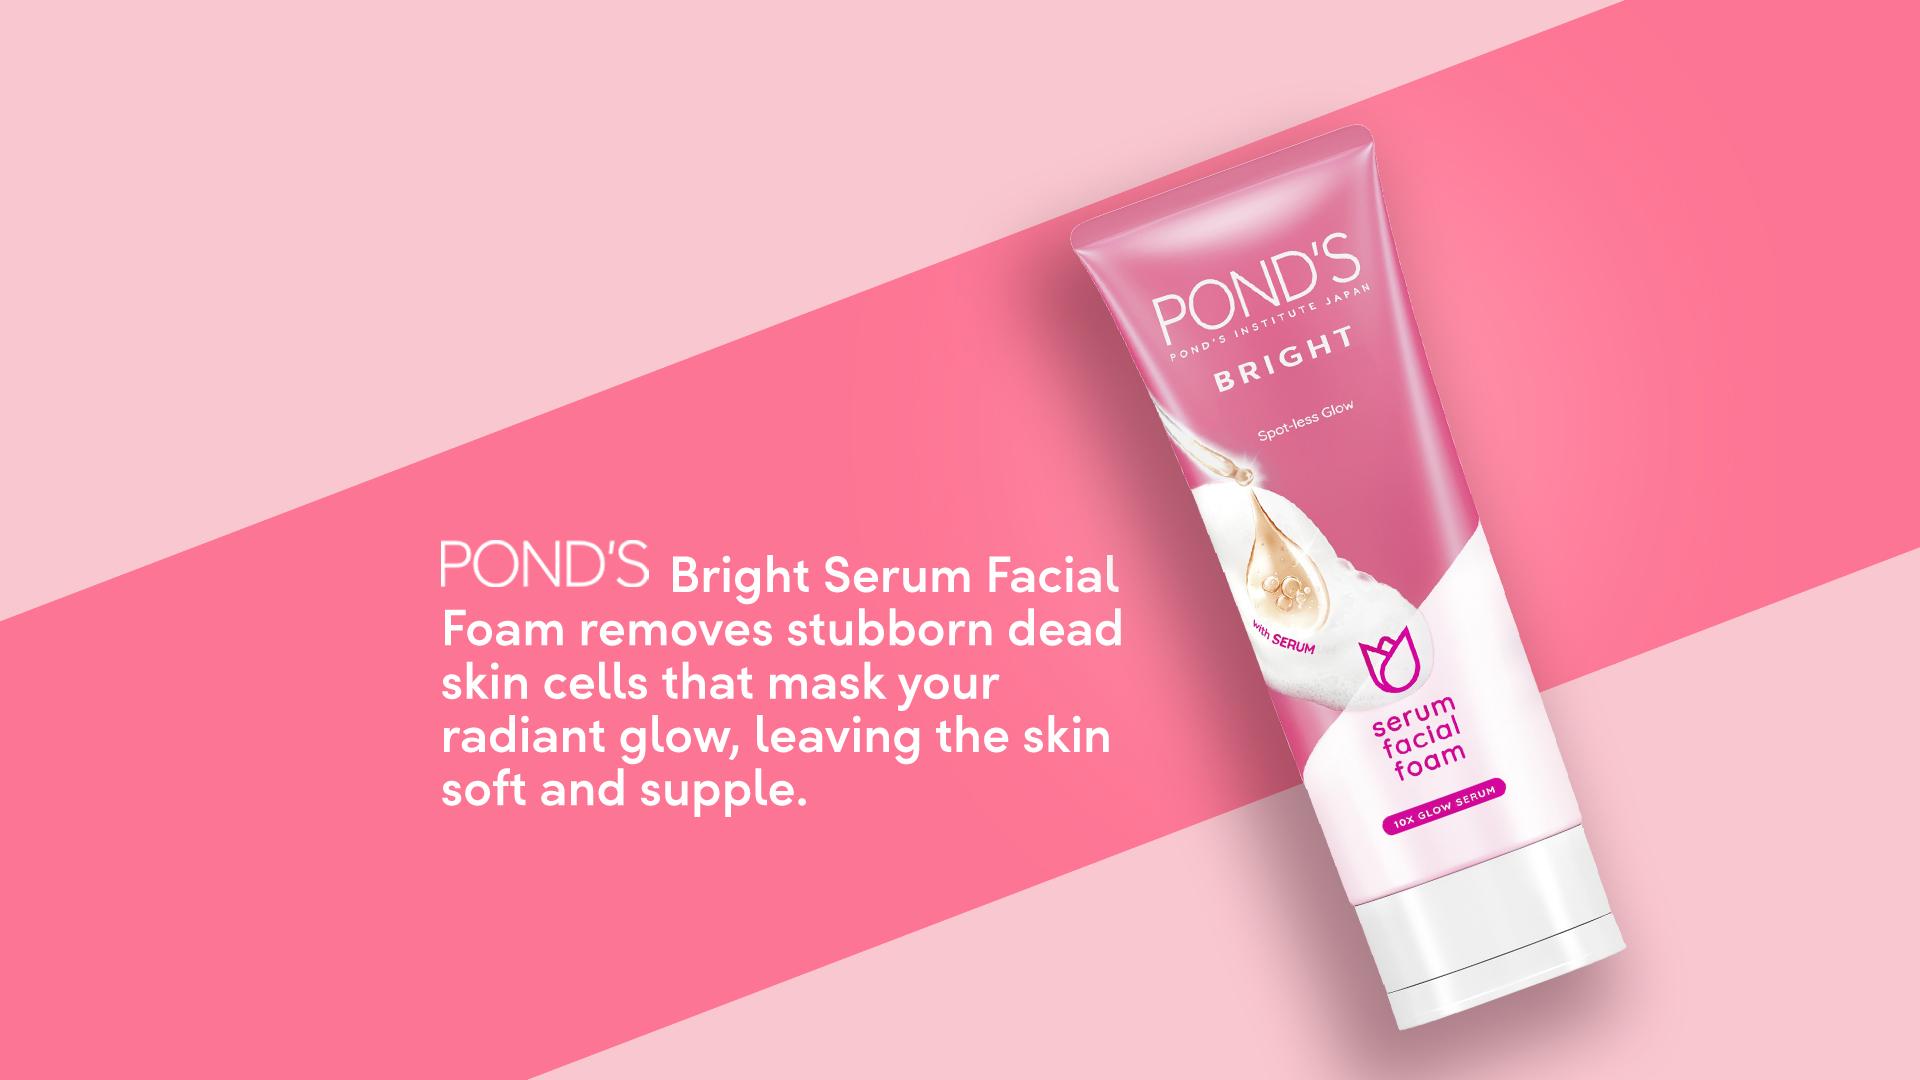 POND'S
POND'S INSTITUTE JAPAN
BRIGHT
Spot-less Glow
with SERUM
serum
facial
foam
10X GLOW SERUM
POND'S Bright Serum Facial
Foam removes stubborn dead
skin cells that mask your
radiant glow, leaving the skin
soft and supple.